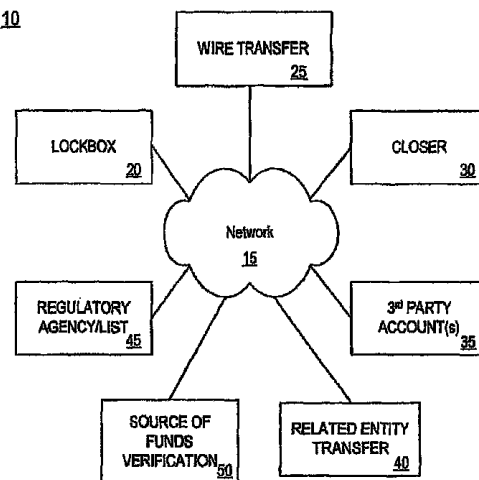 10
WIRE TRANSFER
25
LOCKBOX
20
CLOSER
30
Network
15
REGULATORY
AGENCY/LIST
45
3rd PARTY
ACCOUNT(s)
35
SOURCE OF
FUNDS
VERIFICATION
50
RELATED ENTITY
TRANSFER
40